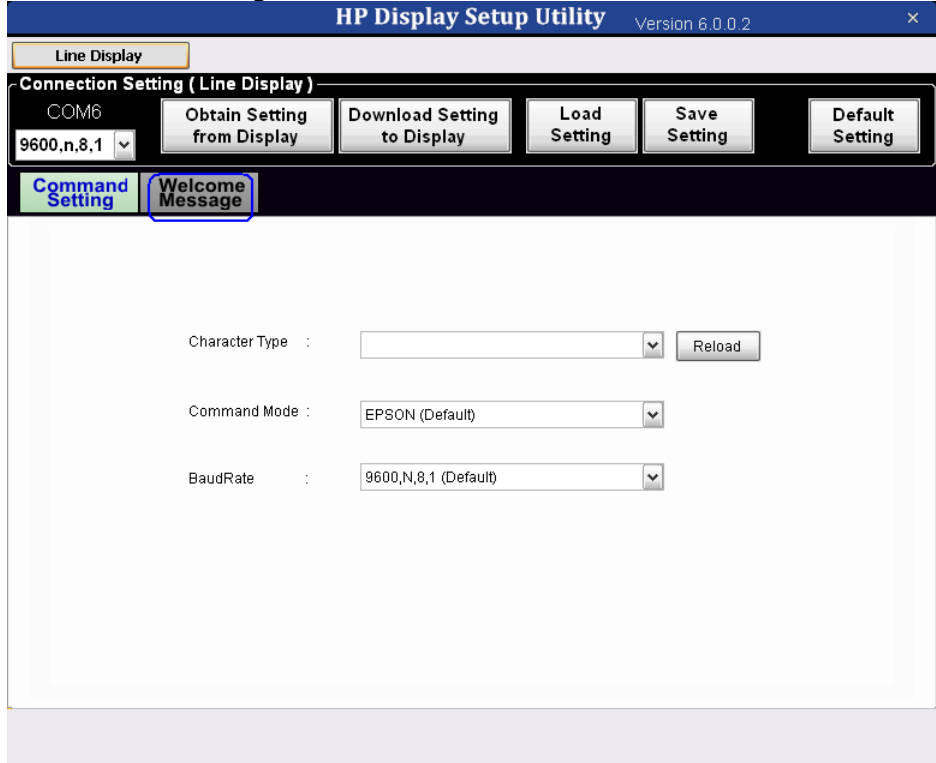 HP Display Setup Utility Version 6.0.0.2 ×
Line Display
Connection Setting ( Line Display )
COM6
9600,n,8,1
Obtain Setting
from Display
Download Setting
to Display
Load
Setting
Save
Setting
Default
Setting
Command
Setting
Welcome
Message
Character Type :
Reload
Command Mode : EPSON (Default)
BaudRate : 9600,N,8,1 (Default)